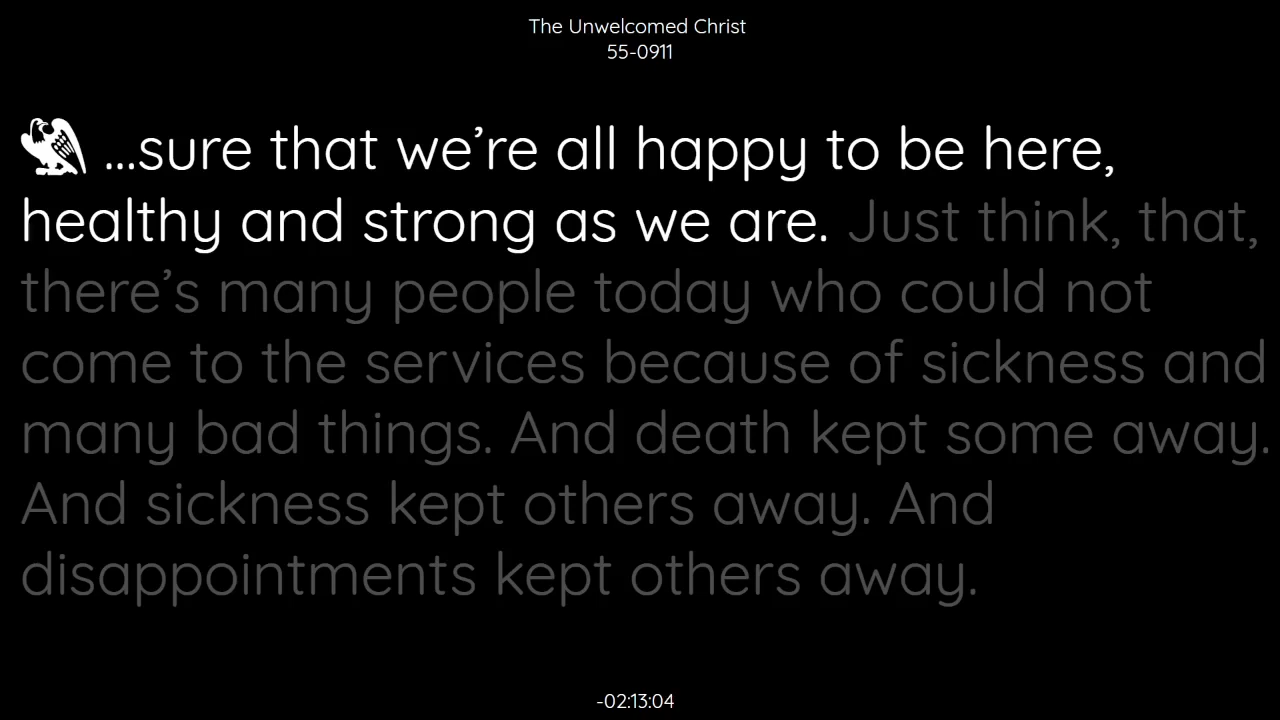 The Unwelcomed Christ
55-0911
...sure that we’re all happy to be here,
healthy and strong as we are. Just think, that,
there’s many people today who could not
come to the services because of sickness and
many bad things. And death kept some away.
And sickness kept others away. And
disappointments kept others away.
-02:13:04